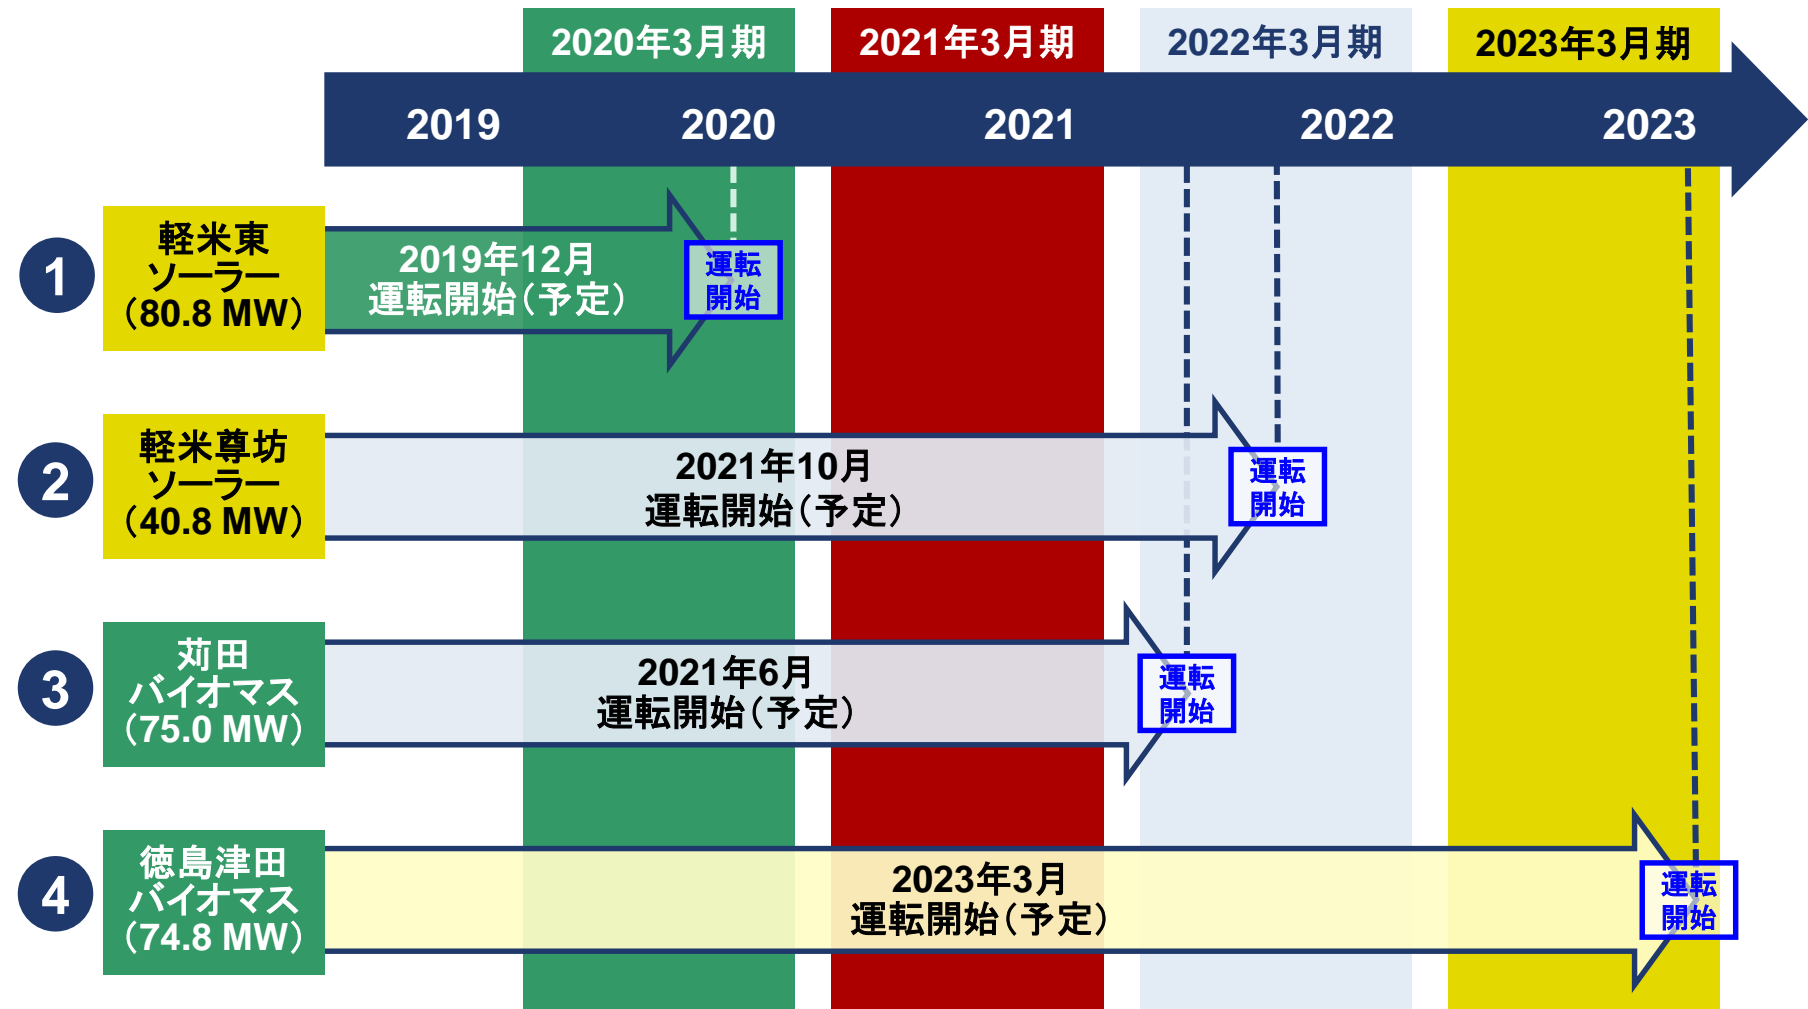 2020年3月期
2021年3月期
2022年3月期
2023年3月期
2019
2020
2021
2022
2023
1
軽米東
ソーラー
（80.8 MW）
2019年12月
運転開始（予定）
運転
開始
2
軽米尊坊
ソーラー
（40.8 MW）
2021年10月
運転開始（予定）
運転
開始
3
苅田
バイオマス
（75.0 MW）
2021年6月
運転開始（予定）
運転
開始
4
徳島津田
バイオマス
（74.8 MW）
2023年3月
運転開始（予定）
運転
開始